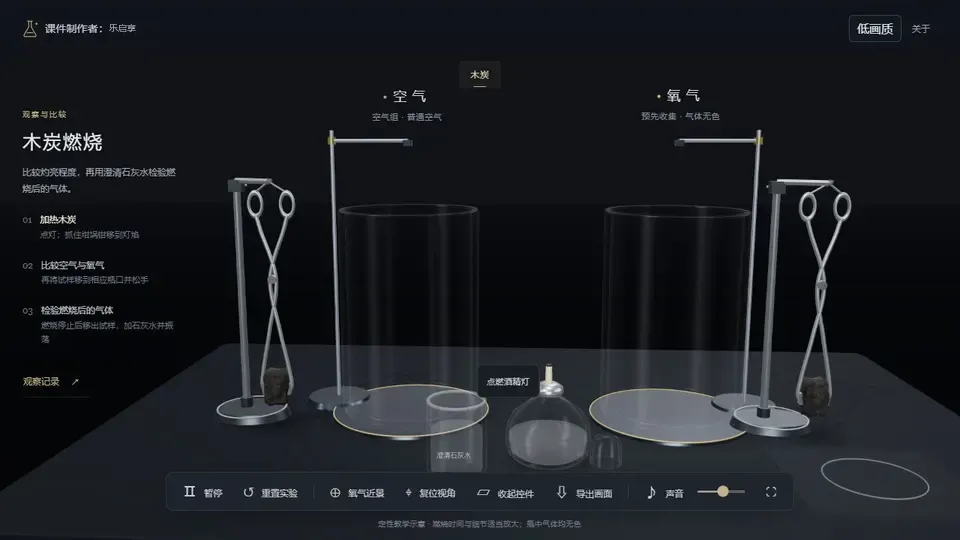 课件制作者：乐启享
低画质
关于
木炭
空气
空气组 · 普通空气
氧气
预先收集 · 气体无色
观察与比较
木炭燃烧
比较灼亮程度，再用澄清石灰水检验燃
烧后的气体。
01 加热木炭
点灯；抓住坩埚钳移到灯焰
02 比较空气与氧气
再将试样移到相应瓶口并松手
03 检验燃烧后的气体
燃烧停止后移出试样，加石灰水并振
荡
观察记录 ↗
点燃酒精灯
澄清石灰水
暂停
重置实验
氧气近景
复位视角
收起控件
导出画面
声音
定性教学示意 · 燃烧时间与细节适当放大；瓶中气体均无色